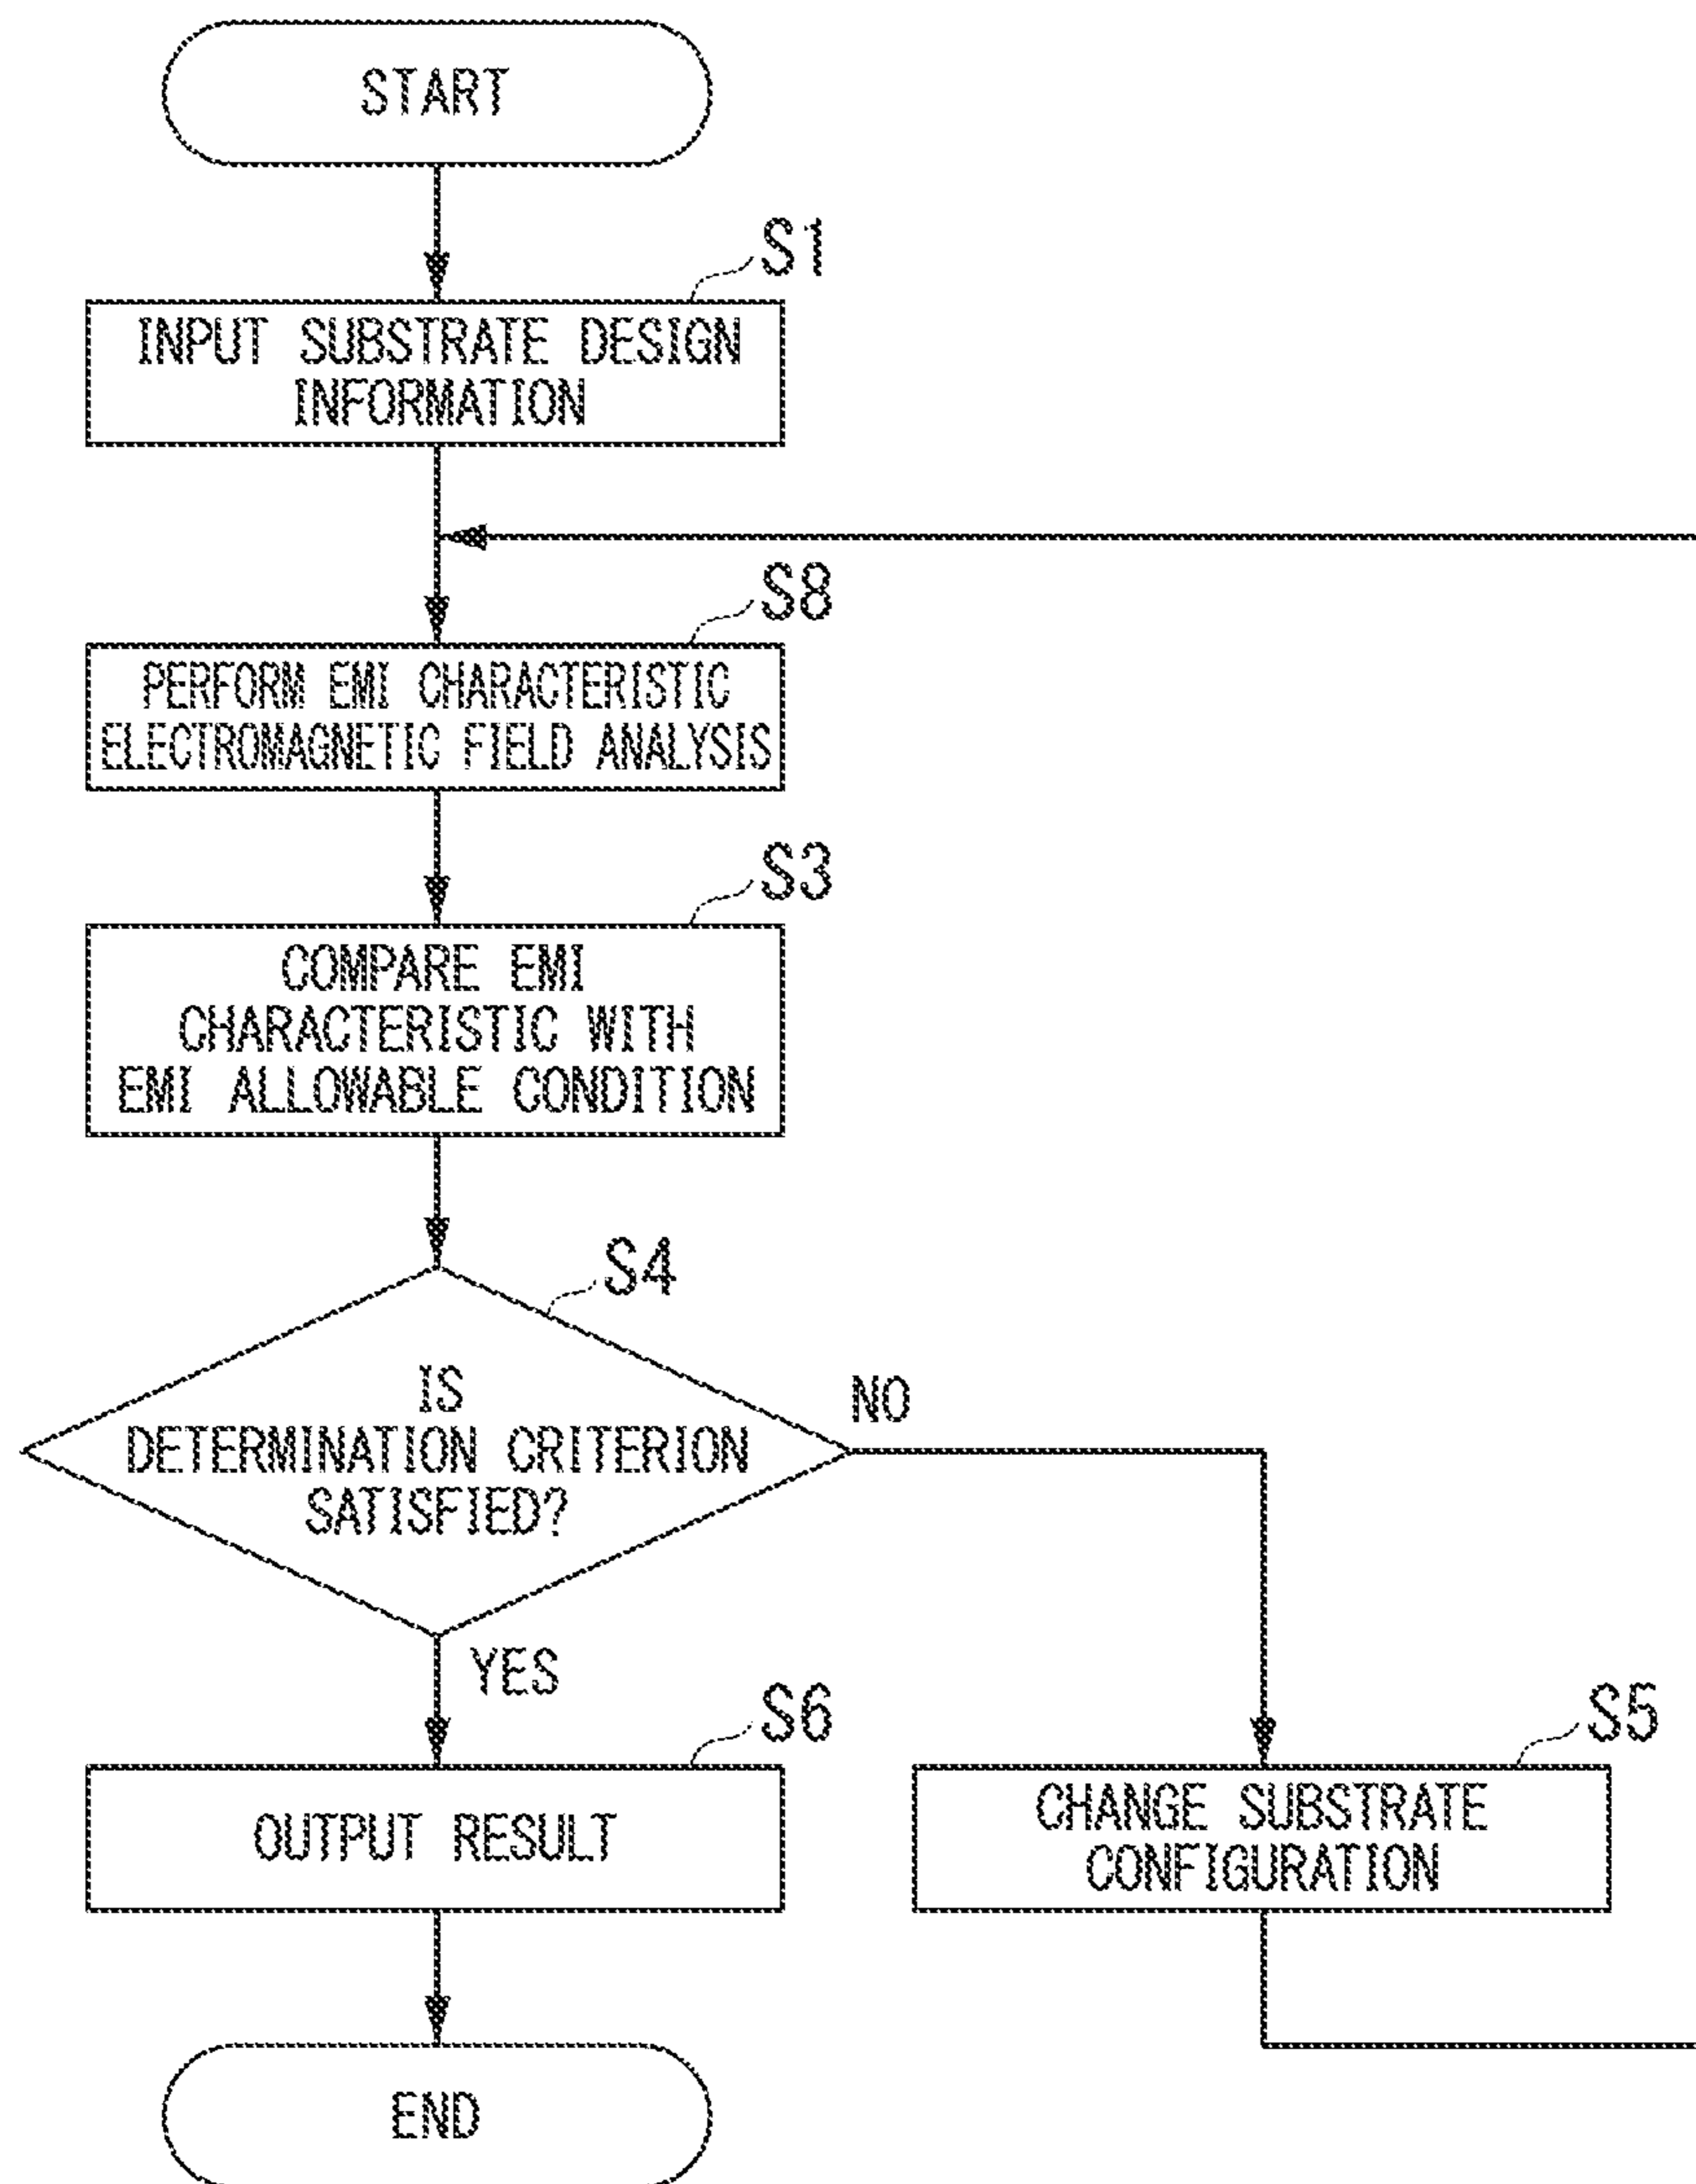 START
S1
INPUT SUBSTRATE DESIGN
INFORMATION
S8
PERFORM EMI CHARACTERISTIC
ELECTROMAGNETIC FIELD ANALYSIS
S3
COMPARE EMI
CHARACTERISTIC WITH
EMI ALLOWABLE CONDITION
S4
IS
DETERMINATION CRITERION
SATISFIED?
NO
YES
S6
OUTPUT RESULT
S5
CHANGE SUBSTRATE
CONFIGURATION
END